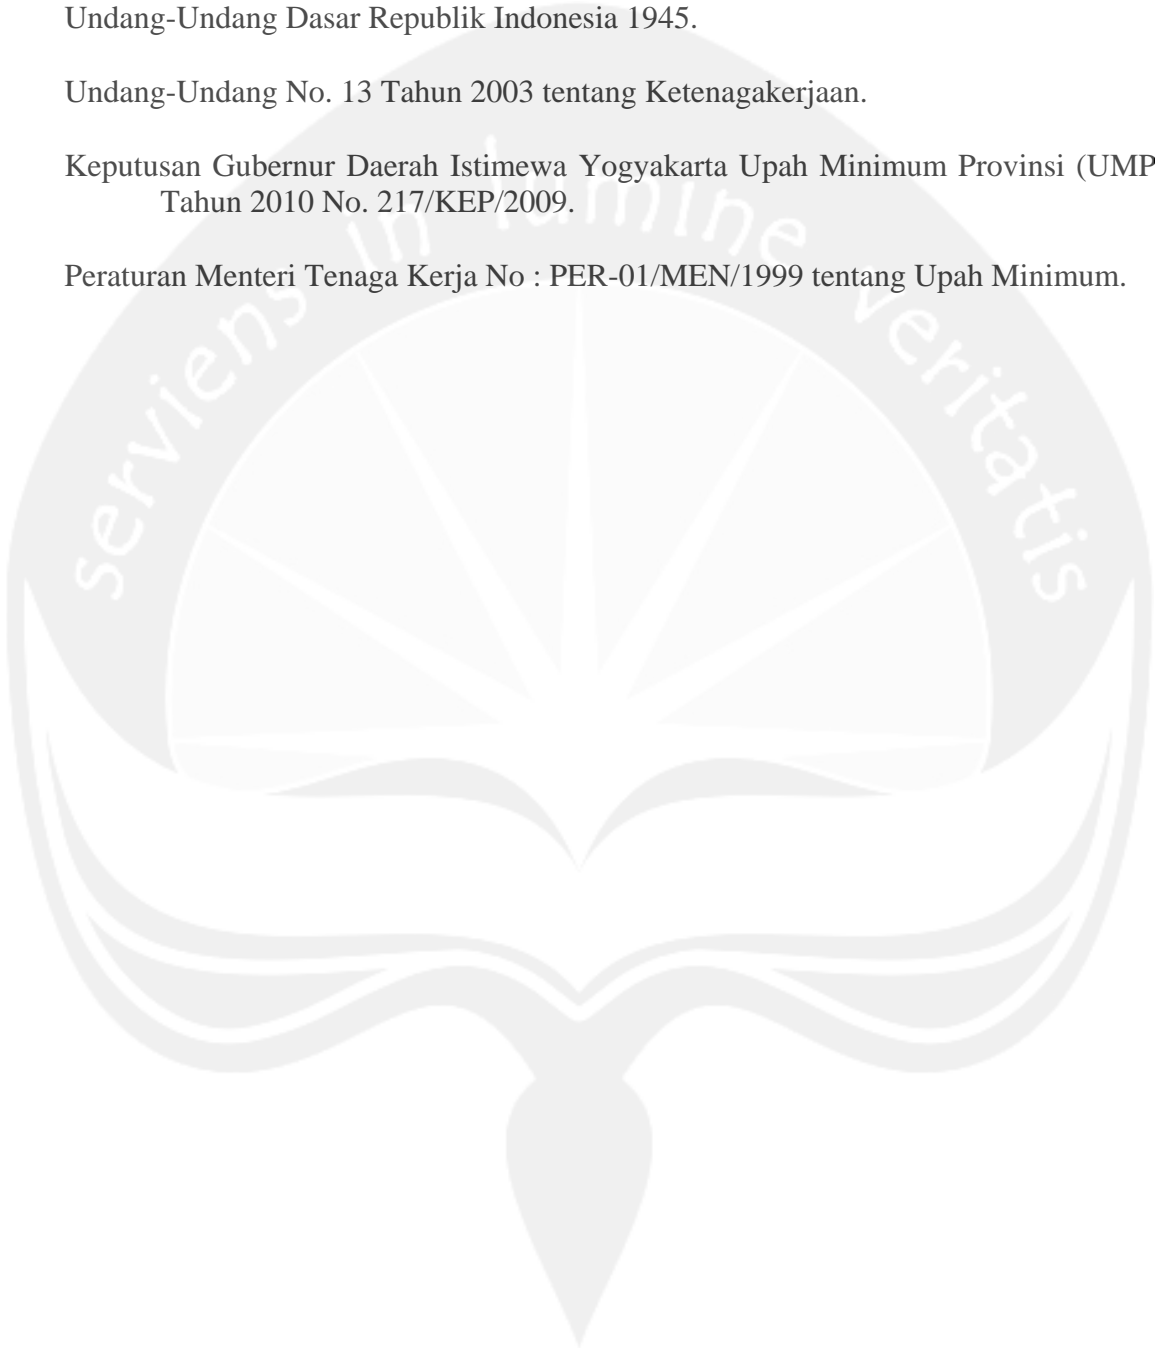 Undang-Undang Dasar Republik Indonesia 1945.
Undang-Undang No. 13 Tahun 2003 tentang Ketenagakerjaan.
Keputusan Gubernur Daerah Istimewa Yogyakarta Upah Minimum Provinsi (UMP
Tahun 2010 No. 217/KEP/2009.
Peraturan Menteri Tenaga Kerja No : PER-01/MEN/1999 tentang Upah Minimum.
serviens in lumine veritatis